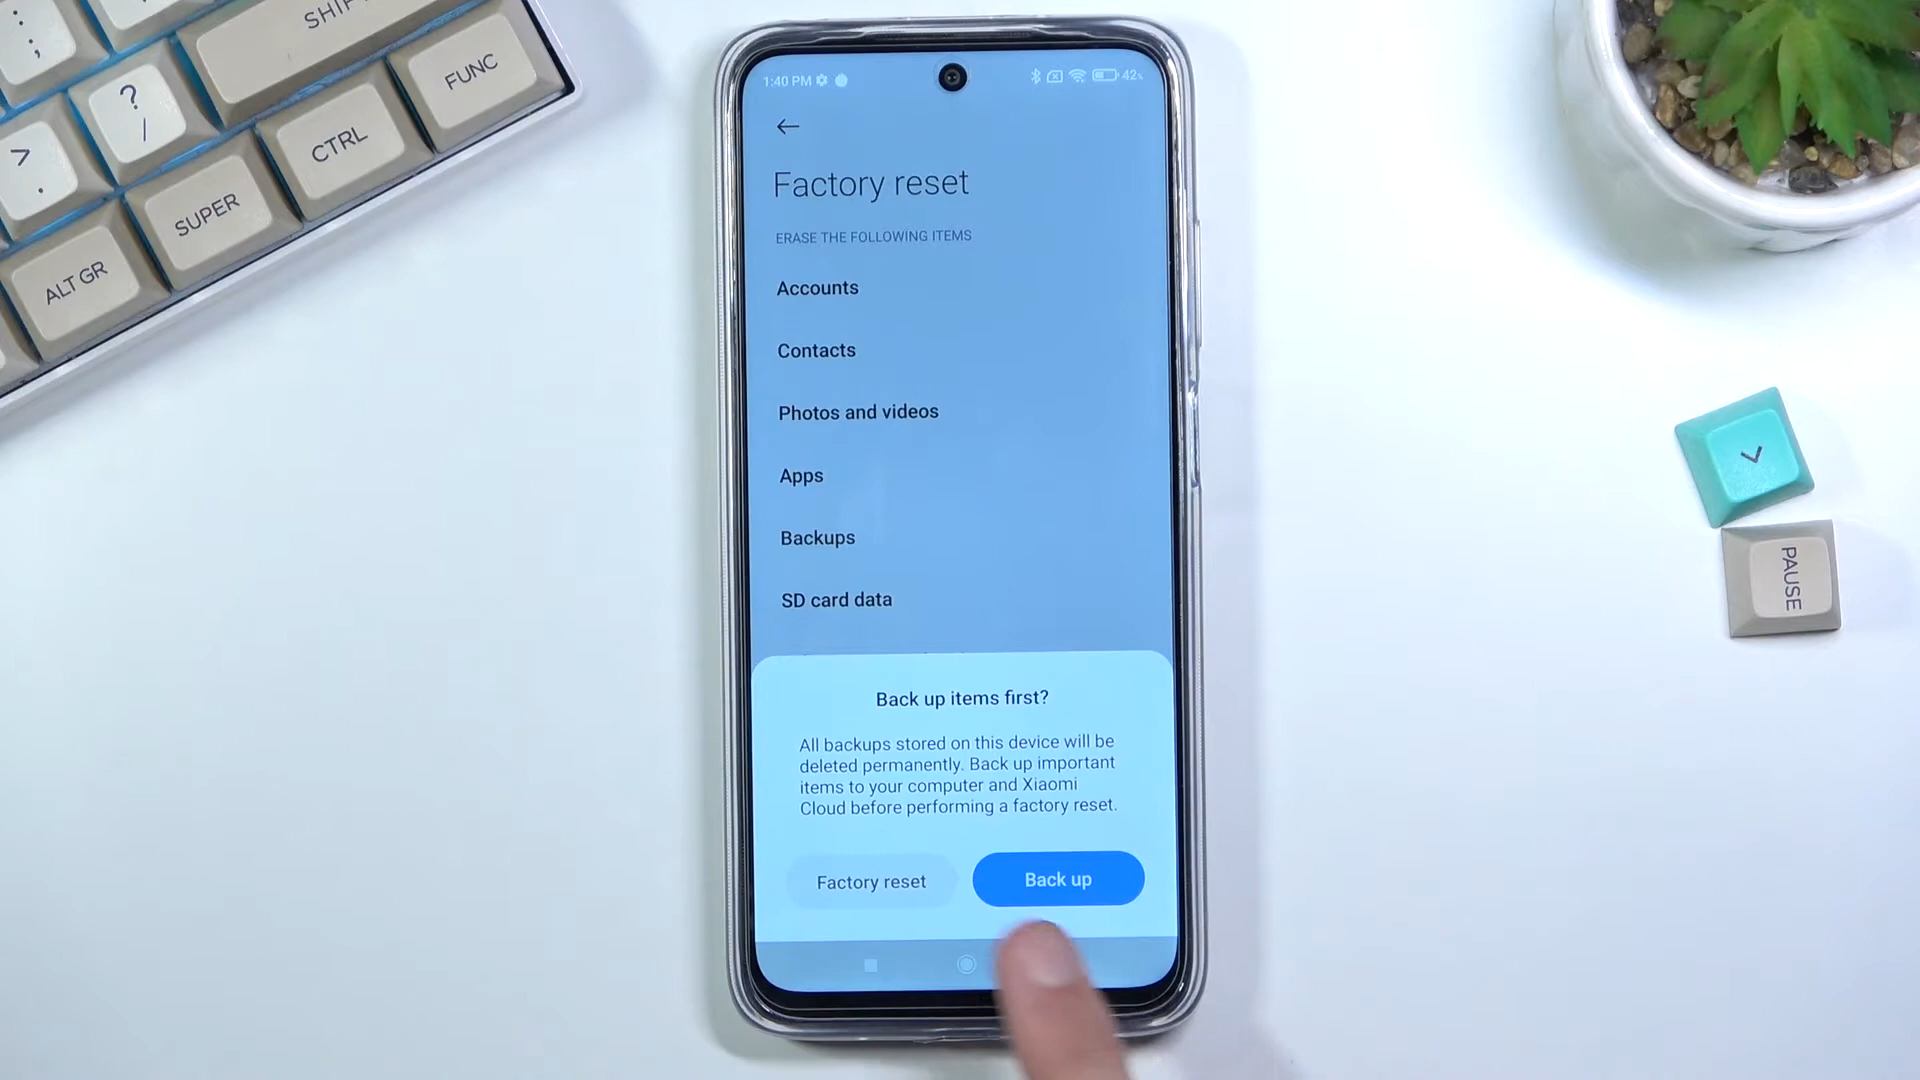 SHIFT
FUNC
?
/
CTRL
;
>
.
SUPER
ALT GR
PAUSE
1:40 PM
42%
Factory reset
ERASE THE FOLLOWING ITEMS
Accounts
Contacts
Photos and videos
Apps
Backups
SD card data
Back up items first?
All backups stored on this device will be
deleted permanently. Back up important
items to your computer and Xiaomi
Cloud before performing a factory reset.
Factory reset
Back up